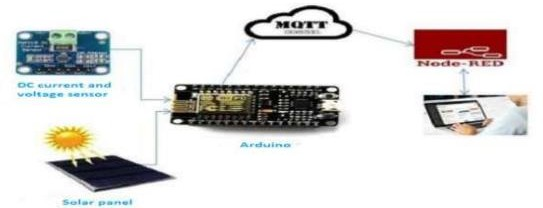 MQTT
Node-RED
DC current and
voltage sensor
Arduino
Solar panel